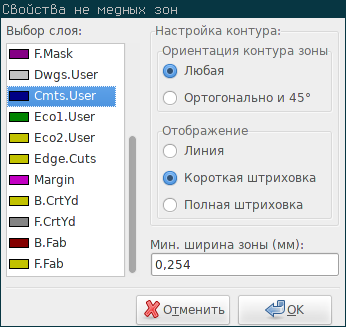 Свойства не медных зон
Выбор слоя:
F.Mask
Dwgs.User
Cmts.User
Eco1.User
Eco2.User
Edge.Cuts
Margin
B.CrtYd
F.CrtYd
B.Fab
F.Fab
Настройка контура:
Ориентация контура зоны
Любая
Ортогонально и 45°
Отображение
Линия
Короткая штриховка
Полная штриховка
Мин. ширина зоны (мм):
0,254
Отменить
OK